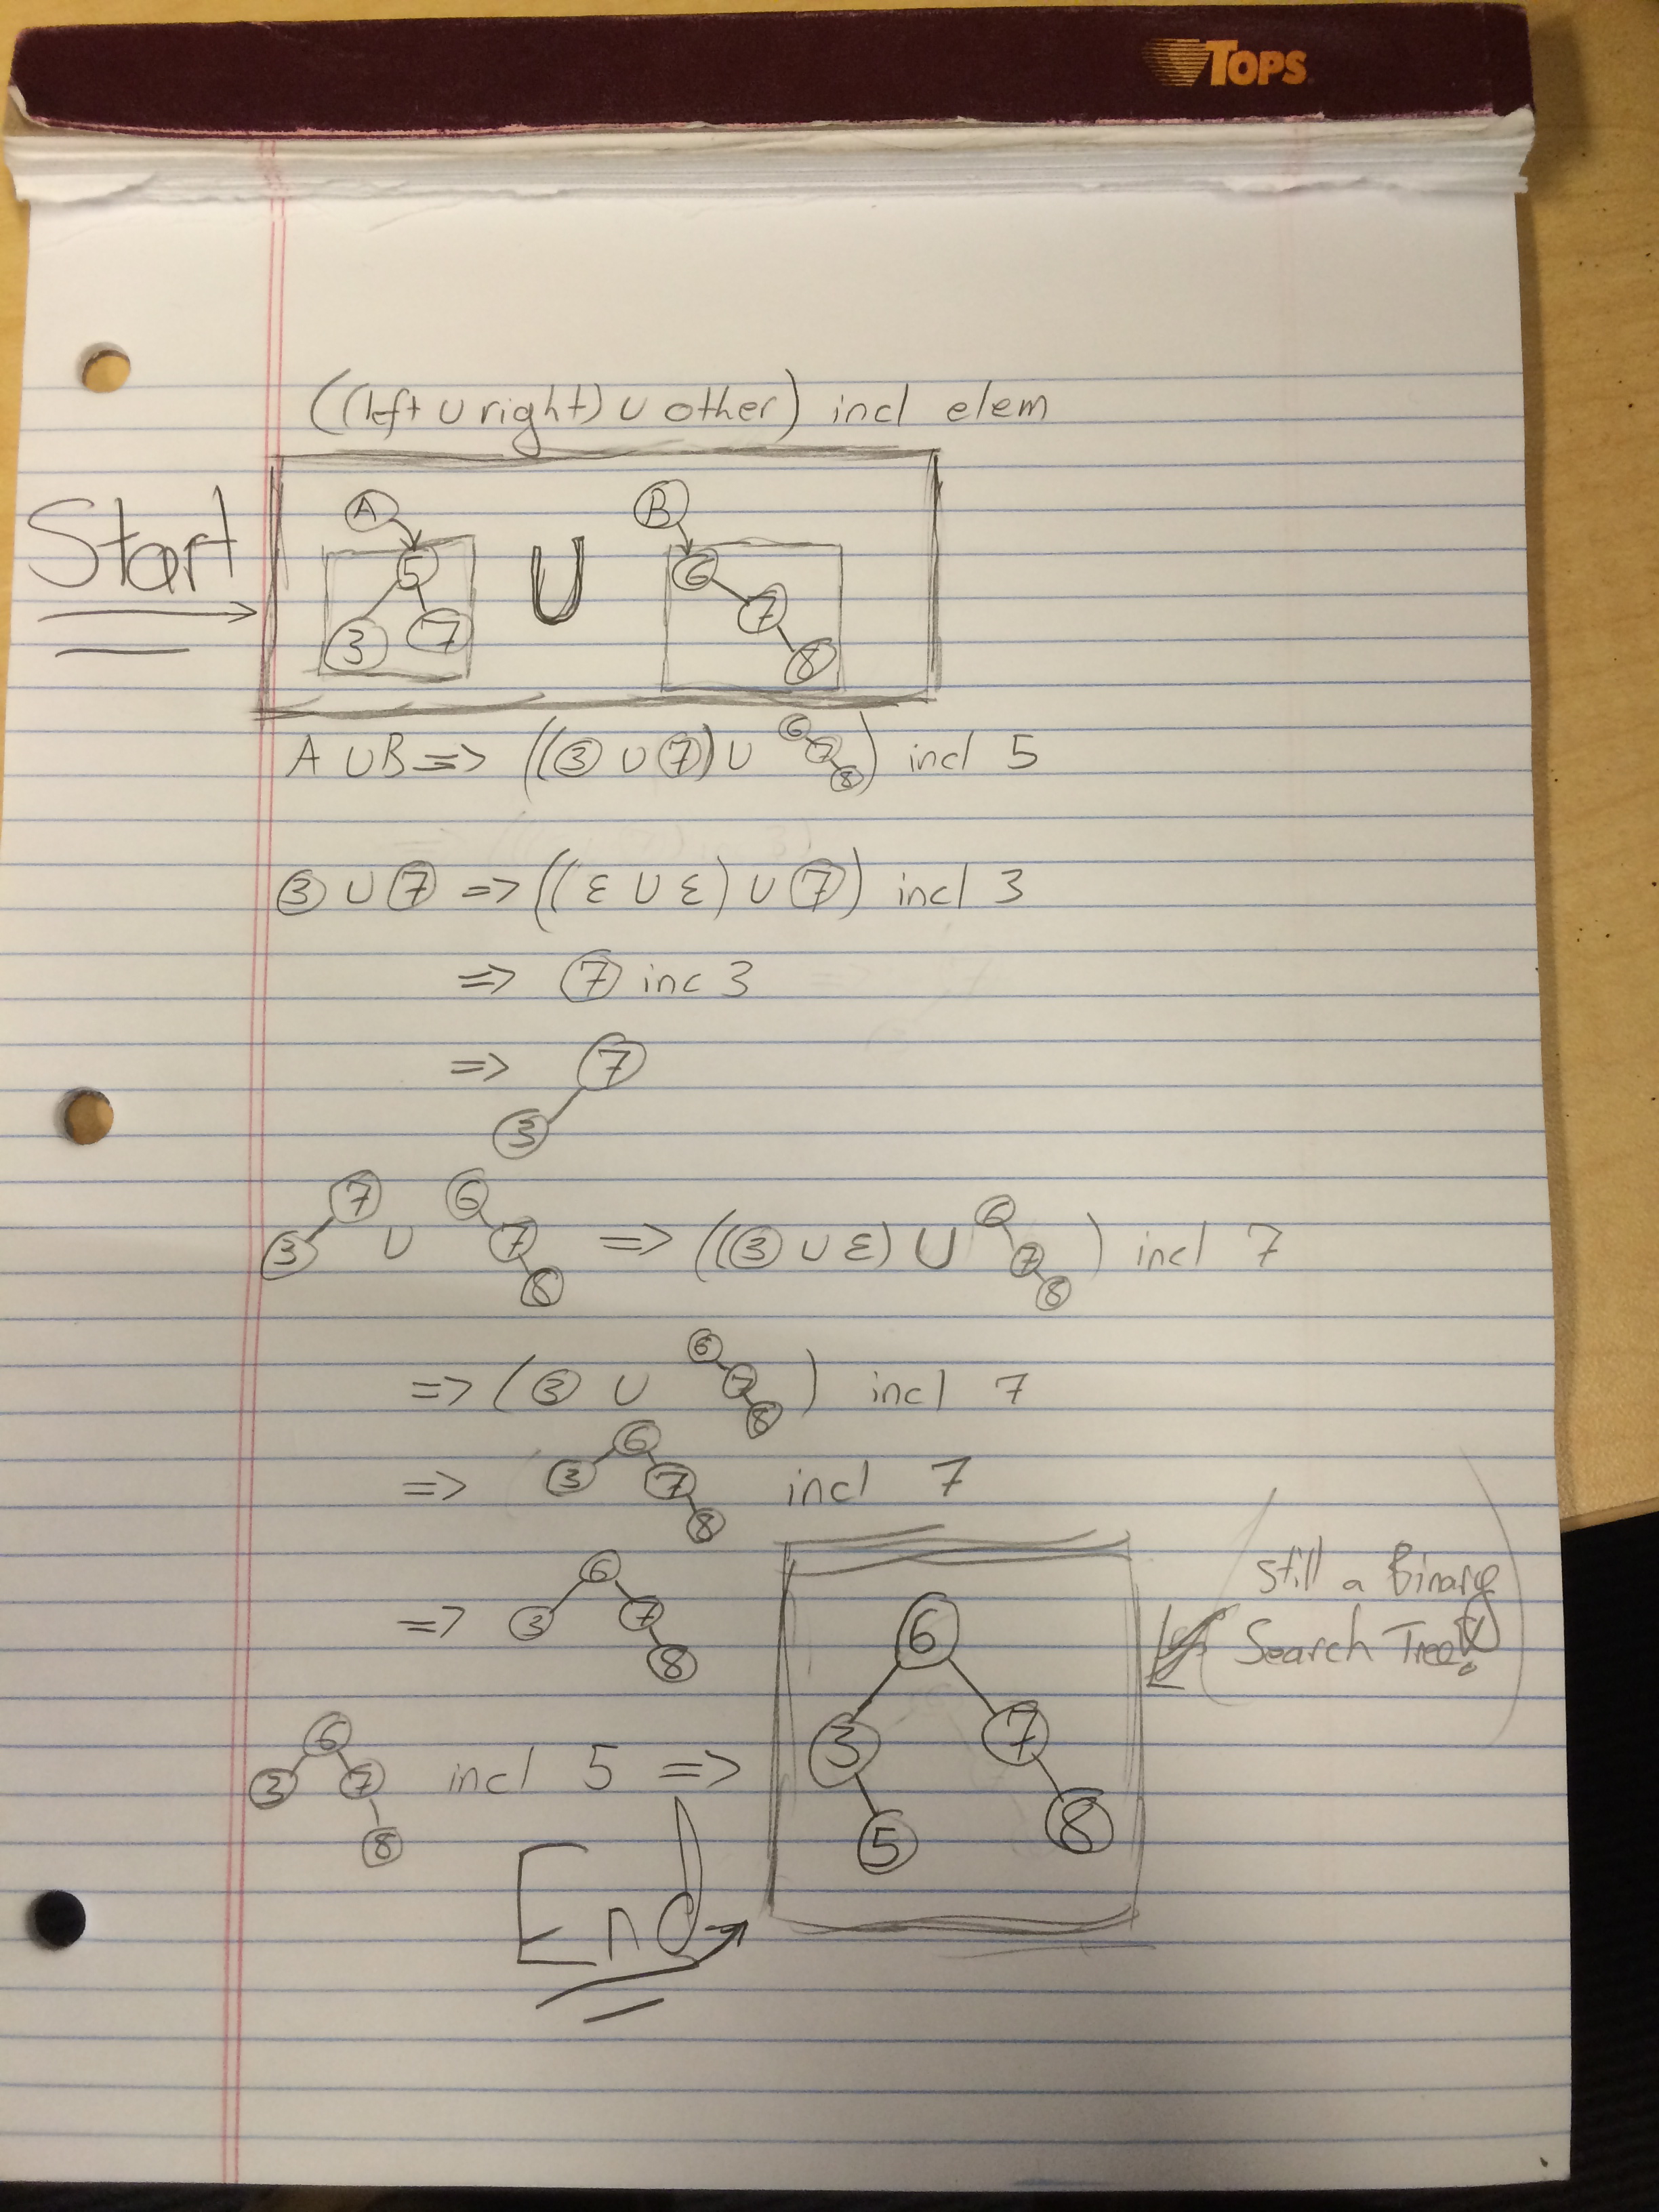 TOPS
((left ∪ right) ∪ other) incl elem
Start
A B
5 ∪ 6
3 7 7
8
A ∪ B => ((3 ∪ 7) ∪ 6 7 8) incl 5
3 ∪ 7 => ((ε ∪ ε) ∪ 7) incl 3
=> 7 inc 3
=> 7
3
7 3 ∪ 6 7 8 => ((3 ∪ ε) ∪ 6 7 8) incl 7
=> (3 ∪ 6 7 8) incl 7
=> 6 3 7 8 incl 7
=> 6 3 7 8
still a Binary
Search Tree!
6 3 7 8 incl 5 =>
6
3 7
5 8
End